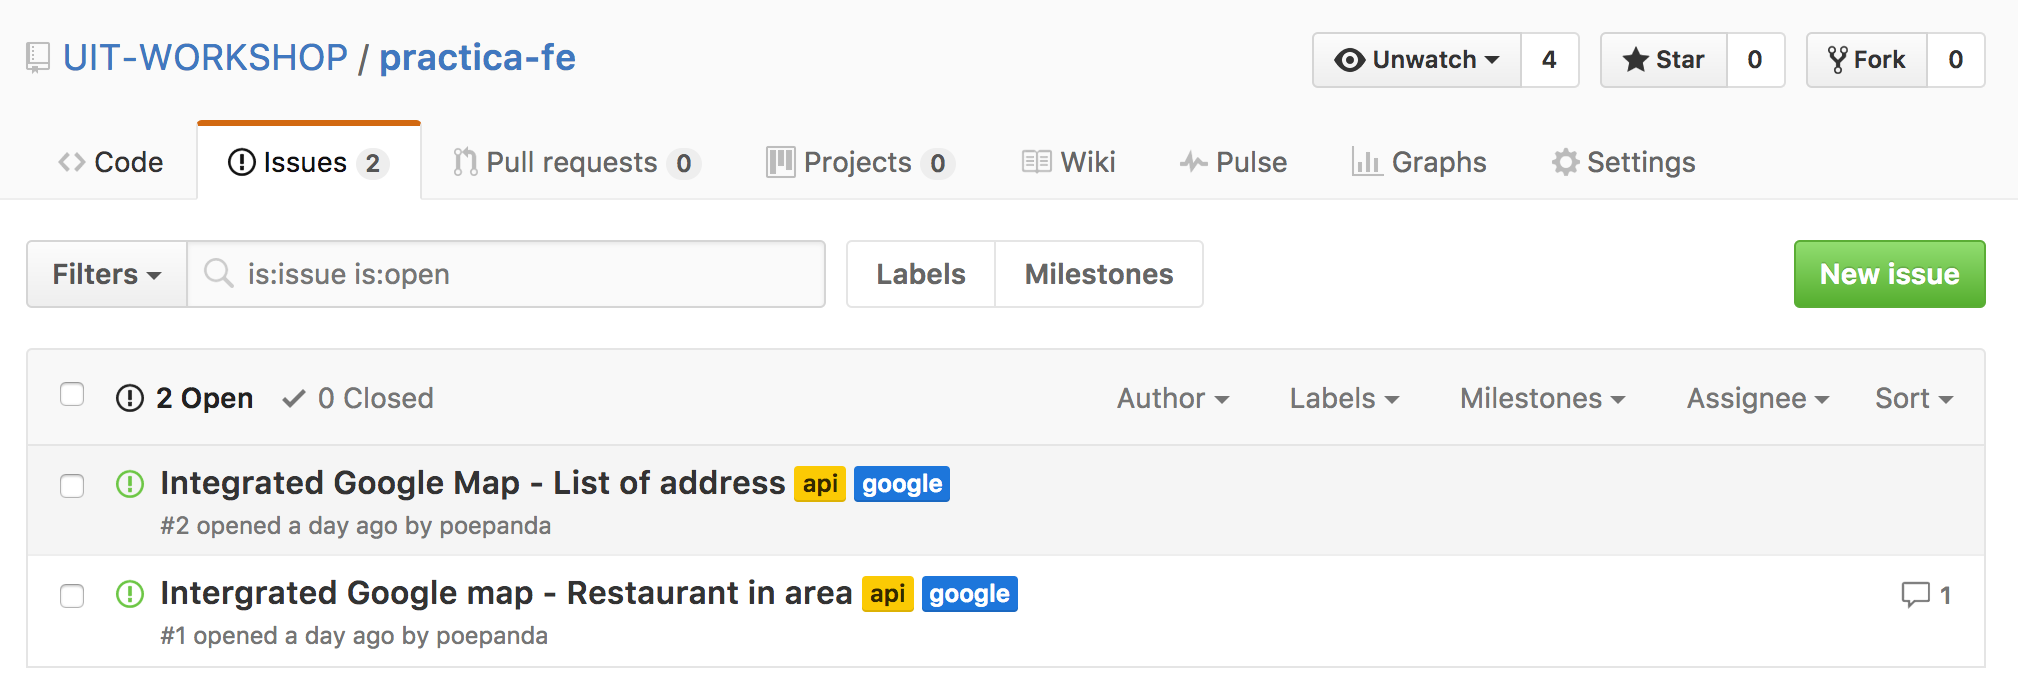 UIT-WORKSHOP / practica-fe Unwatch 4 Star 0 Fork 0
Code Issues 2 Pull requests 0 Projects 0 Wiki Pulse Graphs Settings
Filters is:issue is:open Labels Milestones New issue
2 Open 0 Closed Author Labels Milestones Assignee Sort
Integrated Google Map - List of address api google
#2 opened a day ago by poepanda
Intergrated Google map - Restaurant in area api google 1
#1 opened a day ago by poepanda